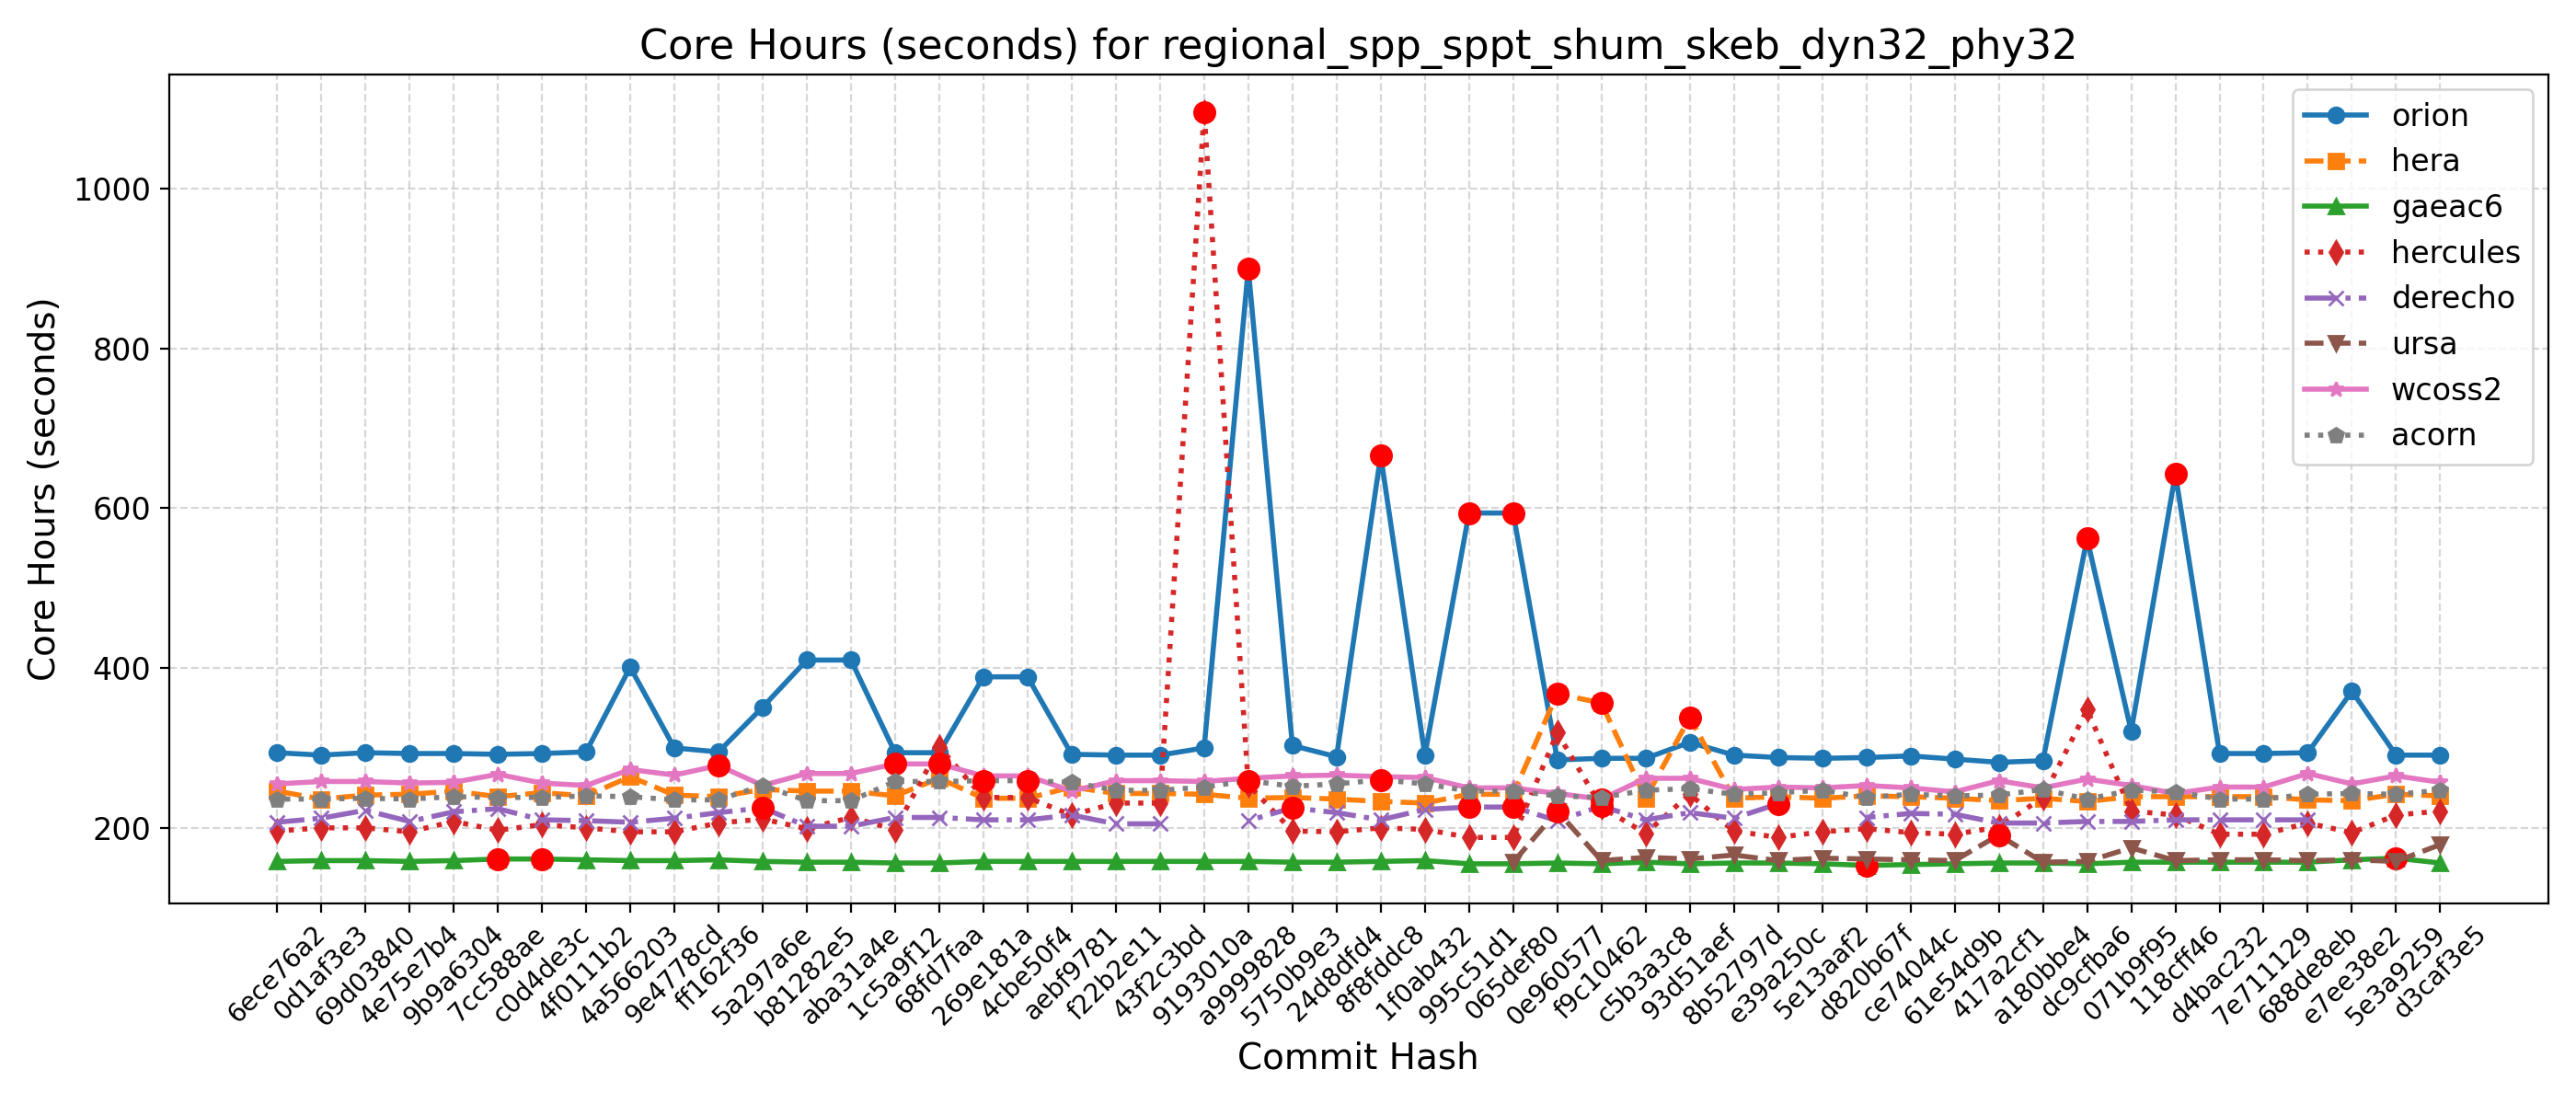 Core Hours (seconds) for regional_spp_sppt_shum_skeb_dyn32_phy32
Core Hours (seconds)
1000
800
600
400
200
orion
hera
gaeac6
hercules
derecho
ursa
wcoss2
acorn
6ece76a2
0d1af3e3
69d03840
4e75e7b4
9b9a6304
7cc588ae
c0d4de3c
4f0111b2
4a566203
9e4778cd
ff162f36
5a297a6e
b81282e5
aba31a4e
1c5a9f12
68fd7faa
269e181a
4cbe50f4
aebf9781
f22b2e11
43f2c3bd
9193010a
a9999828
5750b9e3
24d8dfd4
8f8fddc8
1f0ab432
995c51d1
065def80
0e960577
f9c10462
c5b3a3c8
93d51aef
8b52797d
e39a250c
5e13aaf2
d820b67f
ce74044c
61e54d9b
417a2cf1
a180bbe4
dc9cfba6
071b9f95
118cff46
d4bac232
7e711129
688de8eb
e7ee38e2
5e3a9259
d3caf3e5
Commit Hash